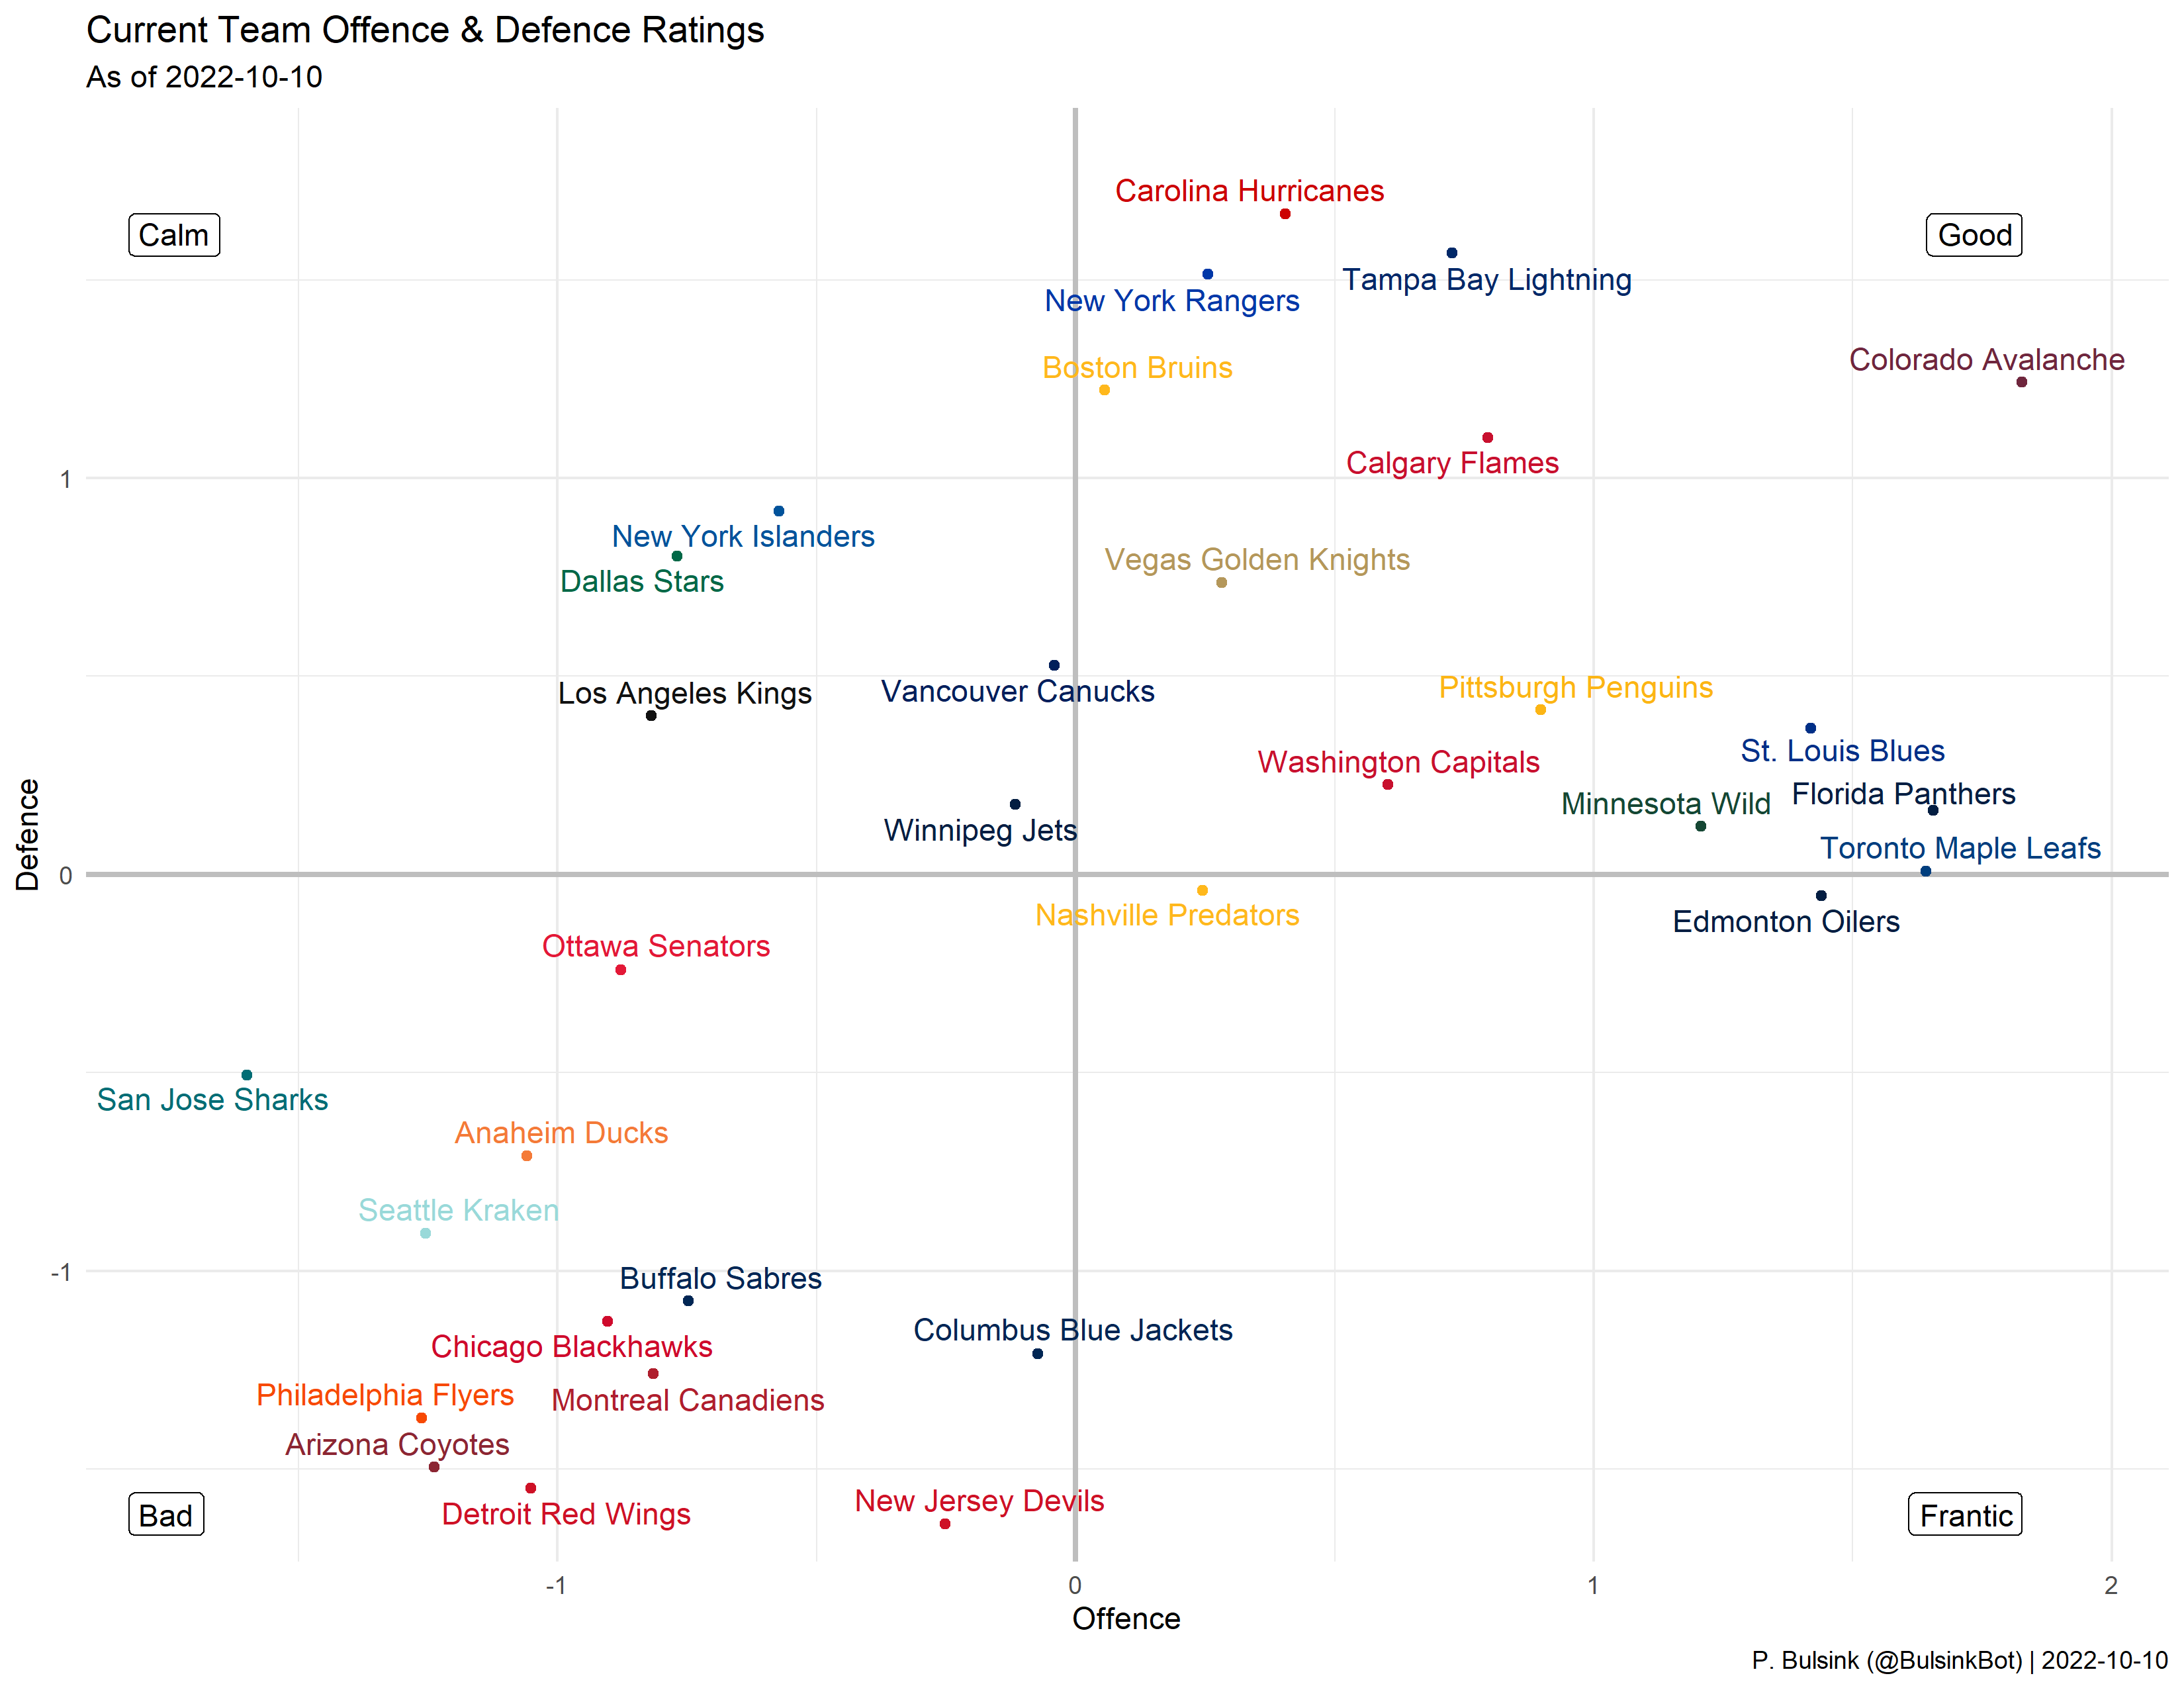 Current Team Offence & Defence Ratings
As of 2022-10-10
Carolina Hurricanes
Calm
Good
Tampa Bay Lightning
New York Rangers
Boston Bruins
Colorado Avalanche
Calgary Flames
1
New York Islanders
Vegas Golden Knights
Dallas Stars
Pittsburgh Penguins
Los Angeles Kings
Vancouver Canucks
St. Louis Blues
Washington Capitals
Florida Panthers
Minnesota Wild
Winnipeg Jets
Toronto Maple Leafs
Defence
0
Nashville Predators
Edmonton Oilers
Ottawa Senators
San Jose Sharks
Anaheim Ducks
Seattle Kraken
-1
Buffalo Sabres
Columbus Blue Jackets
Chicago Blackhawks
Philadelphia Flyers
Montreal Canadiens
Arizona Coyotes
New Jersey Devils
Detroit Red Wings
Bad
Frantic
-1
0
1
2
Offence
P. Bulsink (@BulsinkBot) | 2022-10-10